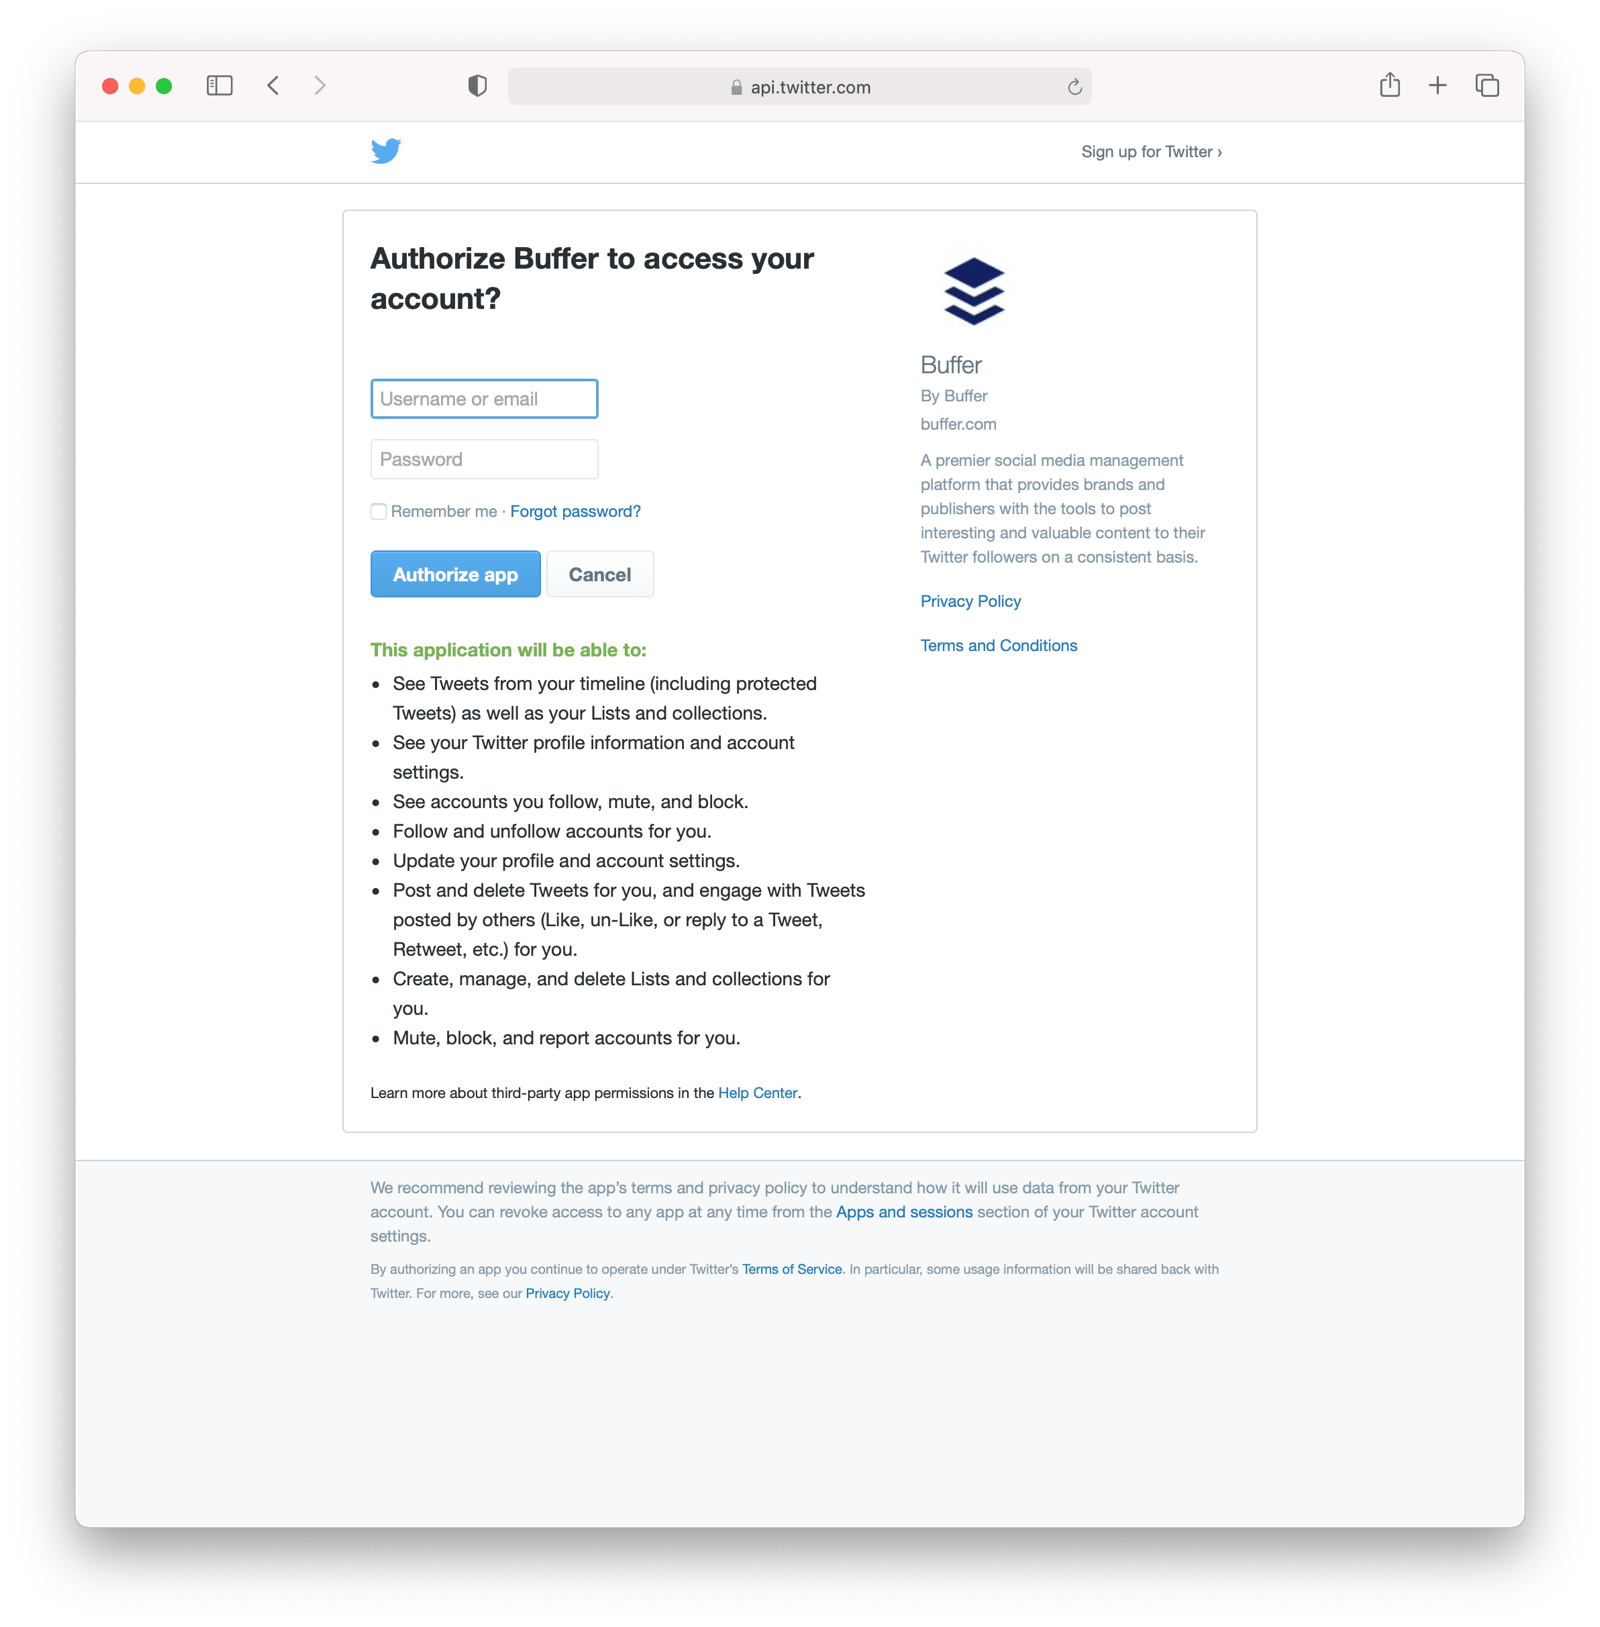 api.twitter.com
Sign up for Twitter ›
Authorize Buffer to access your
account?
Username or email
Password
Remember me · Forgot password?
Authorize app
Cancel
This application will be able to:
• See Tweets from your timeline (including protected
Tweets) as well as your Lists and collections.
• See your Twitter profile information and account
settings.
• See accounts you follow, mute, and block.
• Follow and unfollow accounts for you.
• Update your profile and account settings.
• Post and delete Tweets for you, and engage with Tweets
posted by others (Like, un-Like, or reply to a Tweet,
Retweet, etc.) for you.
• Create, manage, and delete Lists and collections for
you.
• Mute, block, and report accounts for you.
Learn more about third-party app permissions in the Help Center.
Buffer
By Buffer
buffer.com
A premier social media management
platform that provides brands and
publishers with the tools to post
interesting and valuable content to their
Twitter followers on a consistent basis.
Privacy Policy
Terms and Conditions
We recommend reviewing the app's terms and privacy policy to understand how it will use data from your Twitter
account. You can revoke access to any app at any time from the Apps and sessions section of your Twitter account
settings.
By authorizing an app you continue to operate under Twitter's Terms of Service. In particular, some usage information will be shared back with
Twitter. For more, see our Privacy Policy.